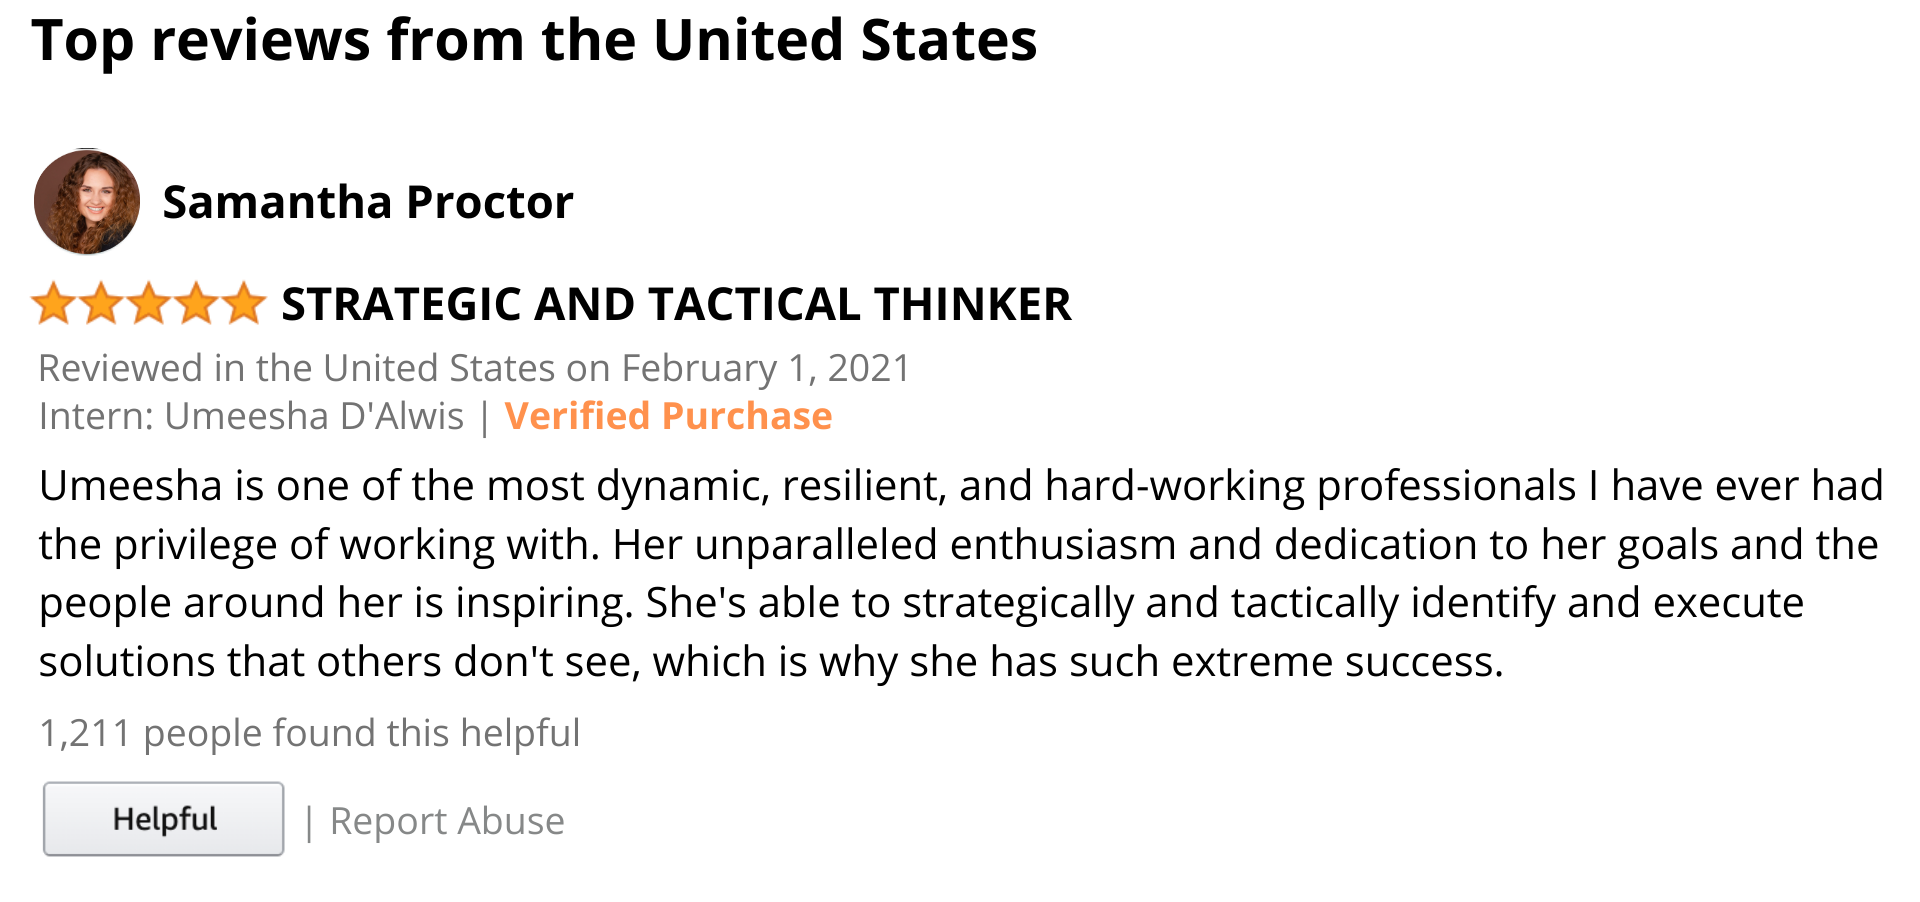 Top reviews from the United States
Samantha Proctor
STRATEGIC AND TACTICAL THINKER
Reviewed in the United States on February 1, 2021
Intern: Umeesha D'Alwis | Verified Purchase
Umeesha is one of the most dynamic, resilient, and hard-working professionals I have ever had
the privilege of working with. Her unparalleled enthusiasm and dedication to her goals and the
people around her is inspiring. She's able to strategically and tactically identify and execute
solutions that others don't see, which is why she has such extreme success.
1,211 people found this helpful
Helpful | Report Abuse